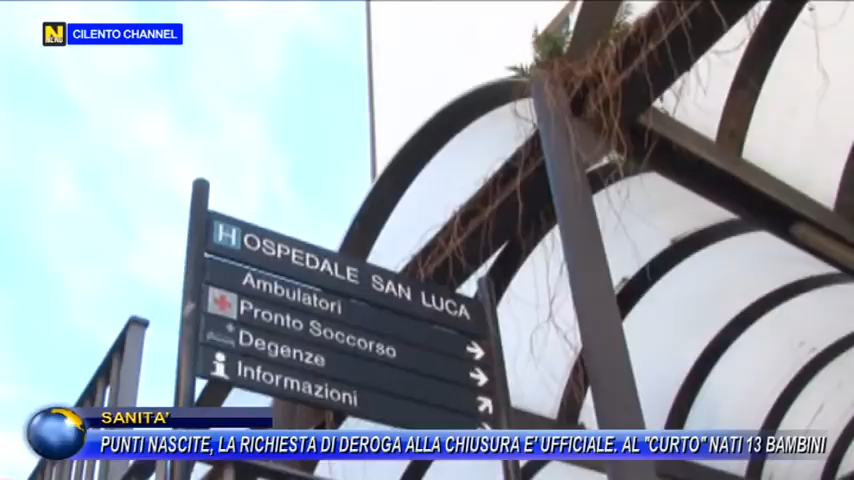 N
CILENTO CHANNEL
HOSPEDALE SAN LUCA
Ambulatori
Pronto Soccorso
Degenze
i Informazioni
SANITA'
PUNTI NASCITE, LA RICHIESTA DI DEROGA ALLA CHIUSURA E' UFFICIALE. AL "CURTO" NATI 13 BAMBINI